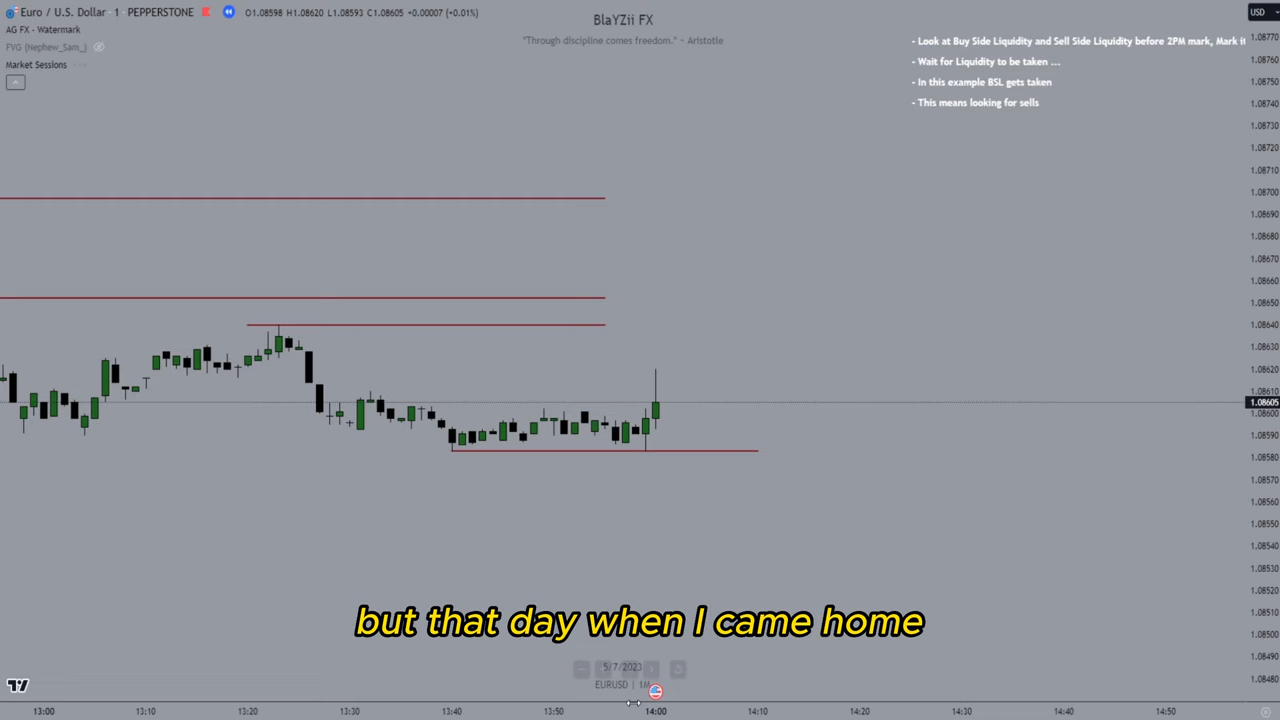 Euro / U.S. Dollar · 1 · PEPPERSTONE O1.08598 H1.08620 L1.08593 C1.08605 +0.00007 (+0.01%)
AG FX - Watermark
FVG (Nephew_Sam_)
Market Sessions
BlaYZii FX
"Through discipline comes freedom." ~ Aristotle
- Look at Buy Side Liquidity and Sell Side Liquidity before 2PM mark, Mark it
- Wait for Liquidity to be taken ...
- In this example BSL gets taken
- This means looking for sells
USD
1.08770
1.08760
1.08750
1.08740
1.08730
1.08720
1.08710
1.08700
1.08690
1.08680
1.08670
1.08660
1.08650
1.08640
1.08630
1.08620
1.08610
1.08605
1.08600
1.08590
1.08580
1.08570
1.08560
1.08550
1.08540
1.08530
1.08520
1.08510
1.08500
1.08490
1.08480
but that day when I came home
5/7/2023
EURUSD | 1M
13:00 13:10 13:20 13:30 13:40 13:50 14:00 14:10 14:20 14:30 14:40 14:50